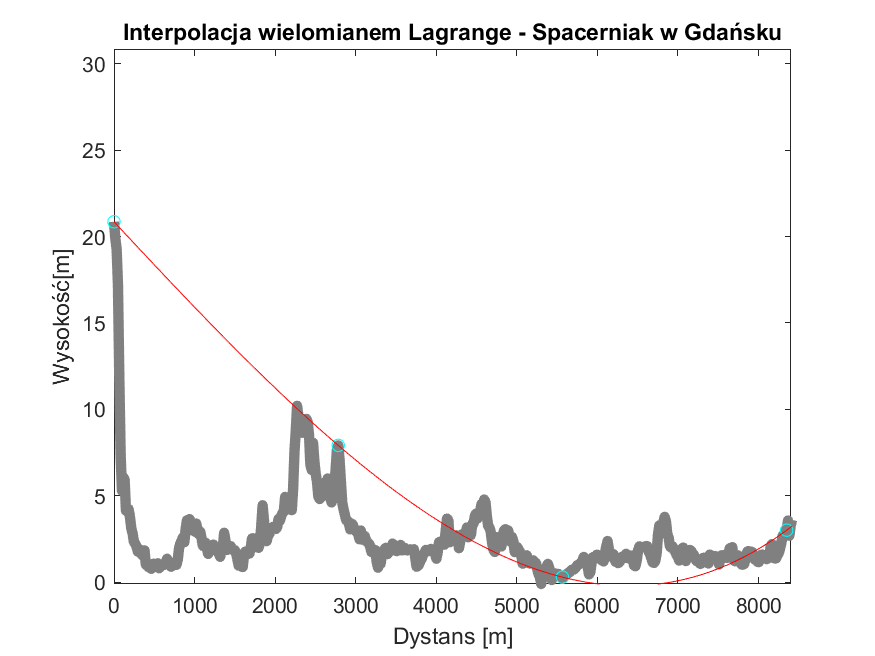 Interpolacja wielomianem Lagrange - Spacerniak w Gdańsku
30
25
20
15
10
5
0
Wysokość[m]
0 1000 2000 3000 4000 5000 6000 7000 8000
Dystans [m]